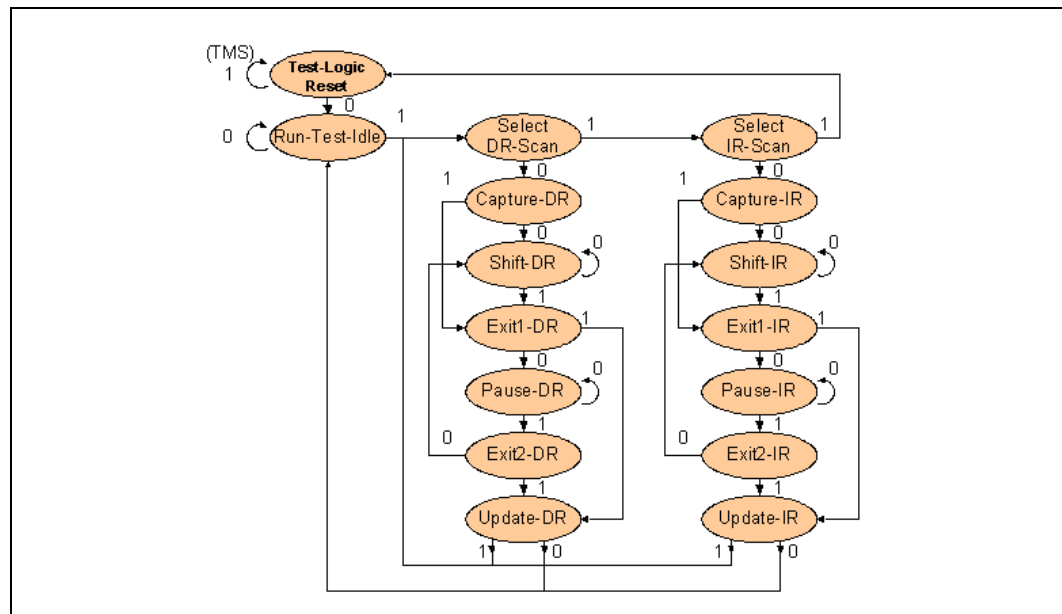 (TMS)
1
Test-Logic
Reset
0
0
Run-Test-Idle
1
Select
DR-Scan
1
Select
IR-Scan
1
0
0
1
Capture-DR
1
Capture-IR
0
0
Shift-DR
0
Shift-IR
0
1
1
Exit1-DR
1
Exit1-IR
1
0
0
Pause-DR
0
Pause-IR
0
1
1
0
Exit2-DR
0
Exit2-IR
1
1
Update-DR
Update-IR
1
0
1
0